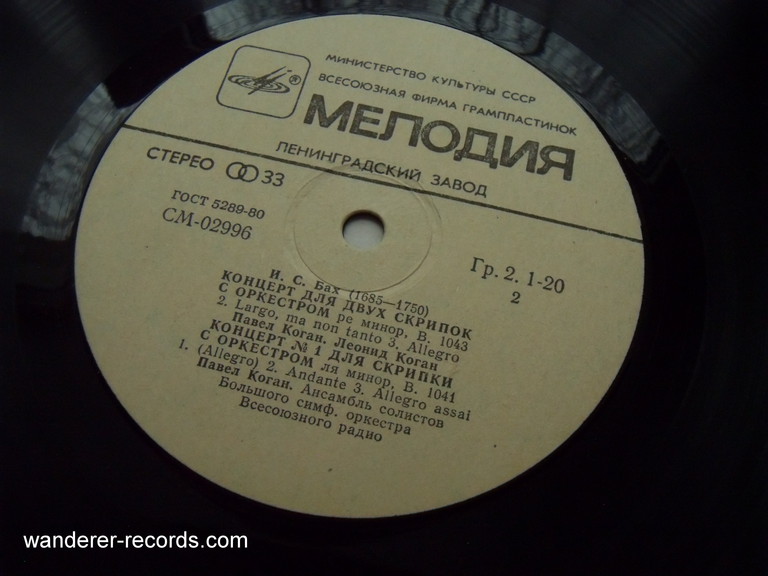 МИНИСТЕРСТВО КУЛЬТУРЫ СССР
ВСЕСОЮЗНАЯ ФИРМА ГРАМПЛАСТИНОК
®
МЕЛОДИЯ
ЛЕНИНГРАДСКИЙ ЗАВОД
СТЕРЕО 33
ГОСТ 5289-80
СМ-02996
Гр. 2. 1-20
2
И. С. Бах (1685—1750)
КОНЦЕРТ ДЛЯ ДВУХ СКРИПОК
С ОРКЕСТРОМ ре минор, В. 1043
2. Largo, ma non tanto 3. Allegro
Павел Коган, Леонид Коган
КОНЦЕРТ № 1 ДЛЯ СКРИПКИ
С ОРКЕСТРОМ ля минор, В. 1041
1. (Allegro) 2. Andante 3. Allegro assai
Павел Коган. Ансамбль солистов
Большого симф. оркестра
Всесоюзного радио
wanderer-records.com